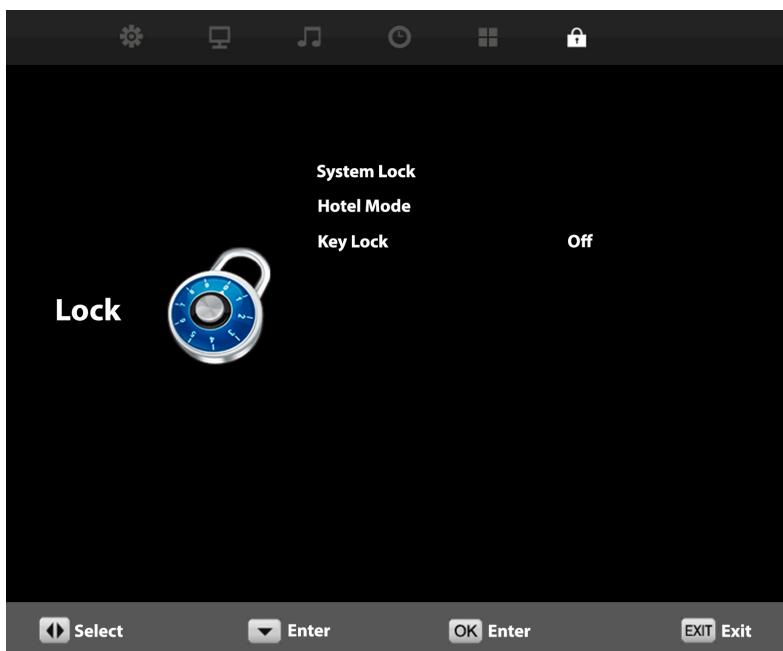 System Lock
Hotel Mode
Key Lock Off
Lock
Select Enter OK Enter EXIT Exit